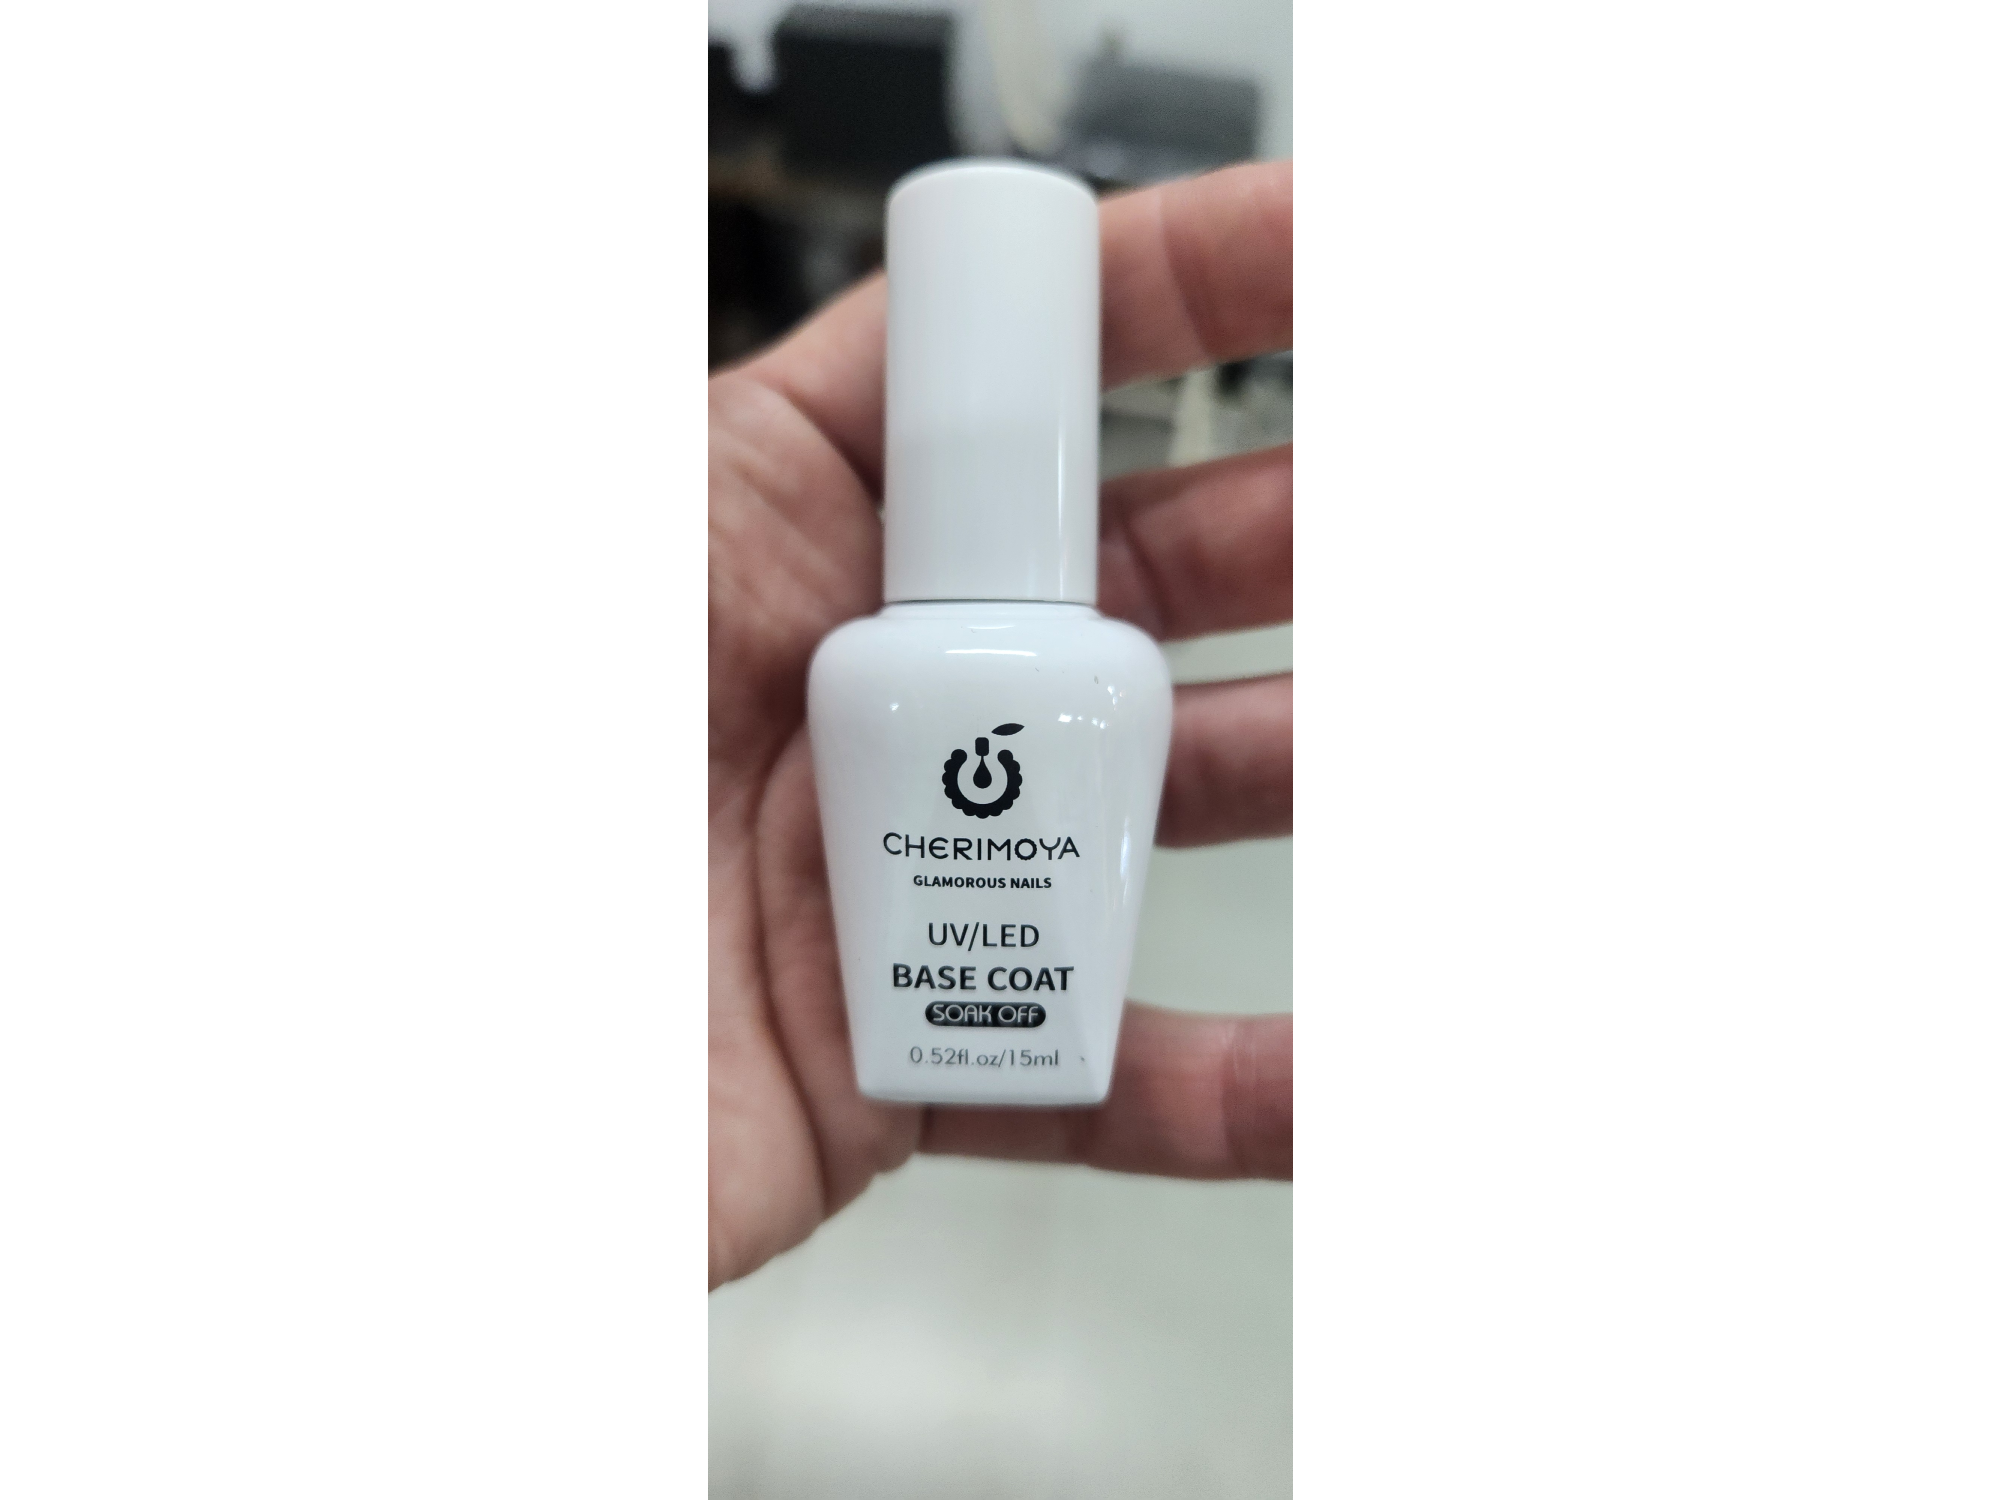 CHERIMOYA
GLAMOROUS NAILS
UV/LED
BASE COAT
SOAK OFF
0.52fl.oz/15ml